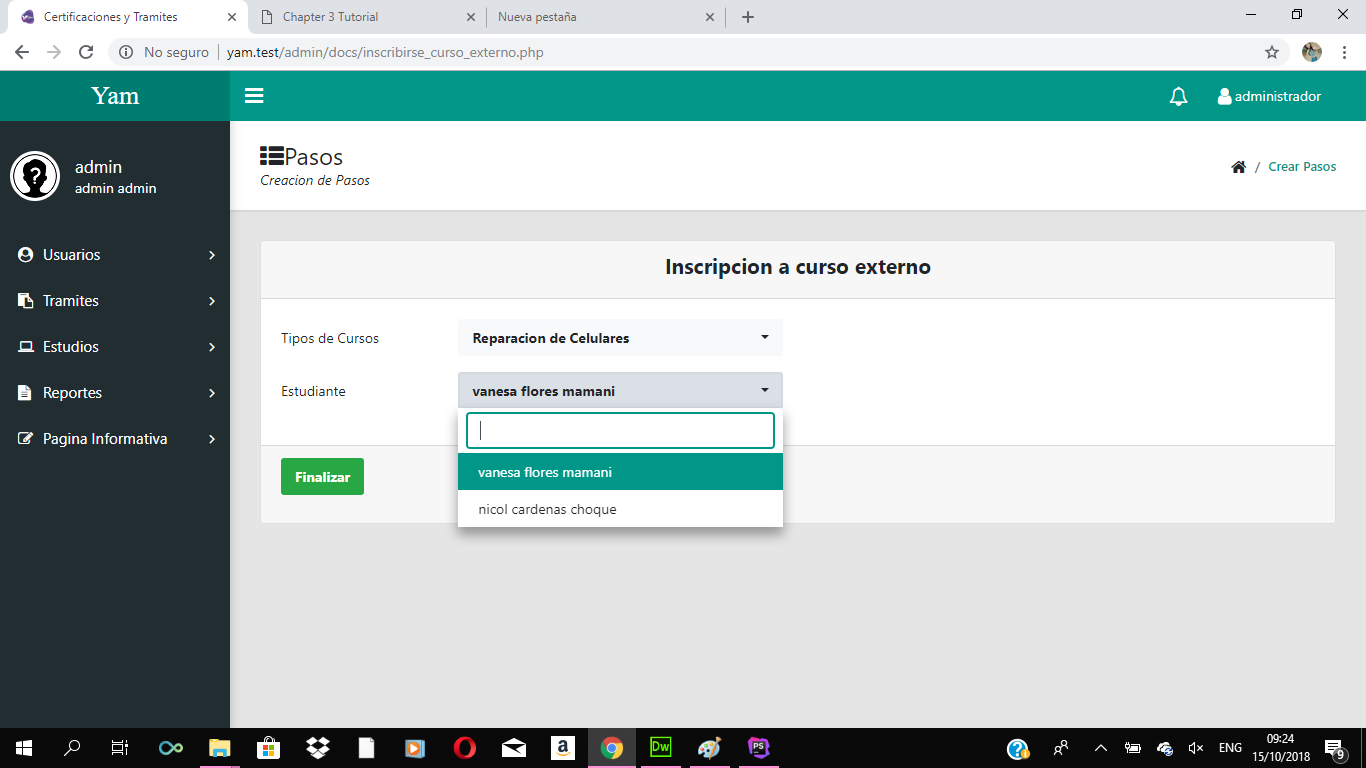 Certificaciones y Tramites
Chapter 3 Tutorial
Nueva pestaña
No seguro
yam.test/admin/docs/inscribirse_curso_externo.php
Yam
administrador
admin
admin admin
Pasos
Creacion de Pasos
/ Crear Pasos
Usuarios
Tramites
Estudios
Reportes
Pagina Informativa
Inscripcion a curso externo
Tipos de Cursos
Reparacion de Celulares
Estudiante
vanesa flores mamani
vanesa flores mamani
nicol cardenas choque
Finalizar
a
Dw
PS
ENG
09:24
15/10/2018
9